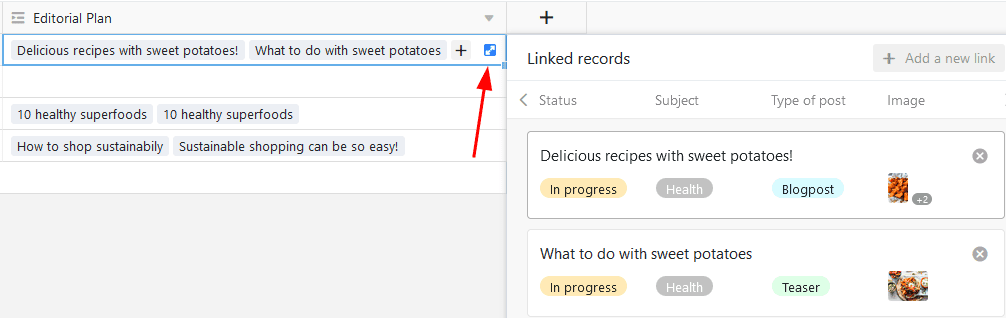 Editorial Plan
Delicious recipes with sweet potatoes! What to do with sweet potatoes
10 healthy superfoods 10 healthy superfoods
How to shop sustainabily Sustainable shopping can be so easy!
Linked records
Add a new link
Status Subject Type of post Image
Delicious recipes with sweet potatoes!
In progress Health Blogpost +2
What to do with sweet potatoes
In progress Health Teaser